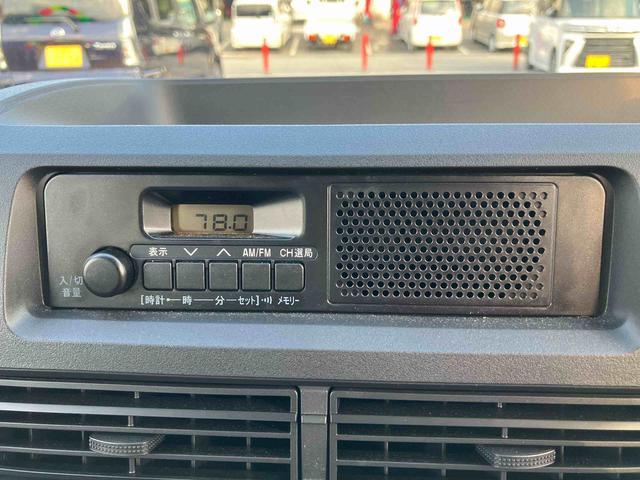 78.0
表示 ∨ ∧ AM/FM CH選局
入/切
音量
[時計 時 分 セット] メモリー